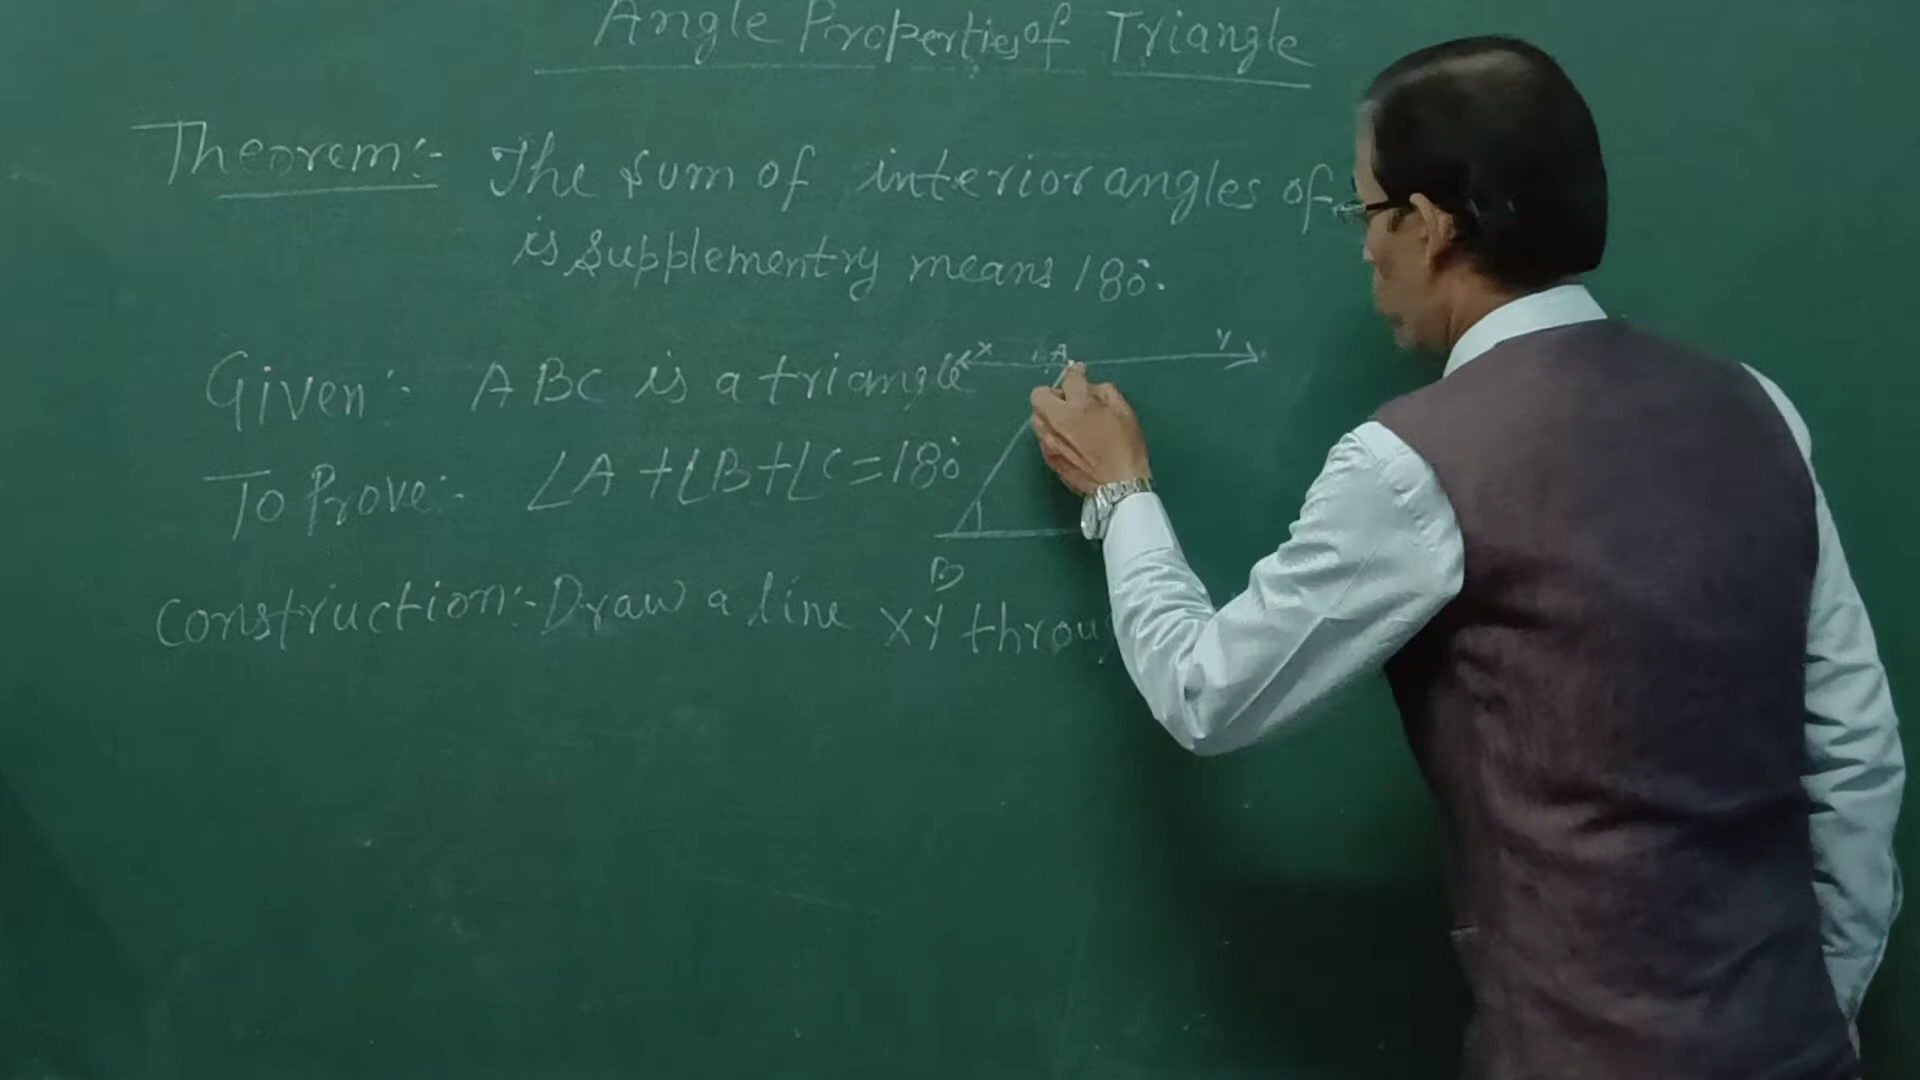 Angle Properties of Triangle
Theorem:- The sum of interior angles of
is supplementry means 180°.
Given:- ABC is a triangle
X A Y
To Prove:- ∠A+∠B+∠C=180°
B
Construction:- Draw a line XY